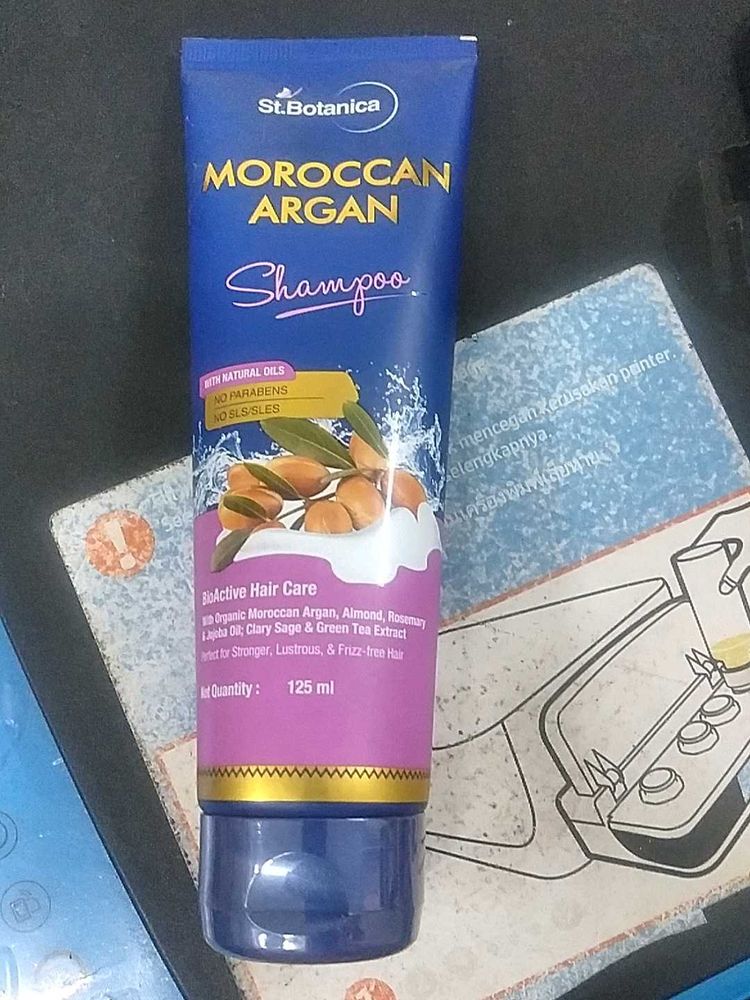 St.Botanica
MOROCCAN
ARGAN
Shampoo
WITH NATURAL OILS
NO PARABENS
NO SLS/SLES
BioActive Hair Care
With Organic Moroccan Argan, Almond, Rosemary
& Jojoba Oil; Clary Sage & Green Tea Extract
Perfect for Stronger, Lustrous, & Frizz-free Hair
Net Quantity : 125 ml
mencegah kerusakan printer.
selengkapnya.